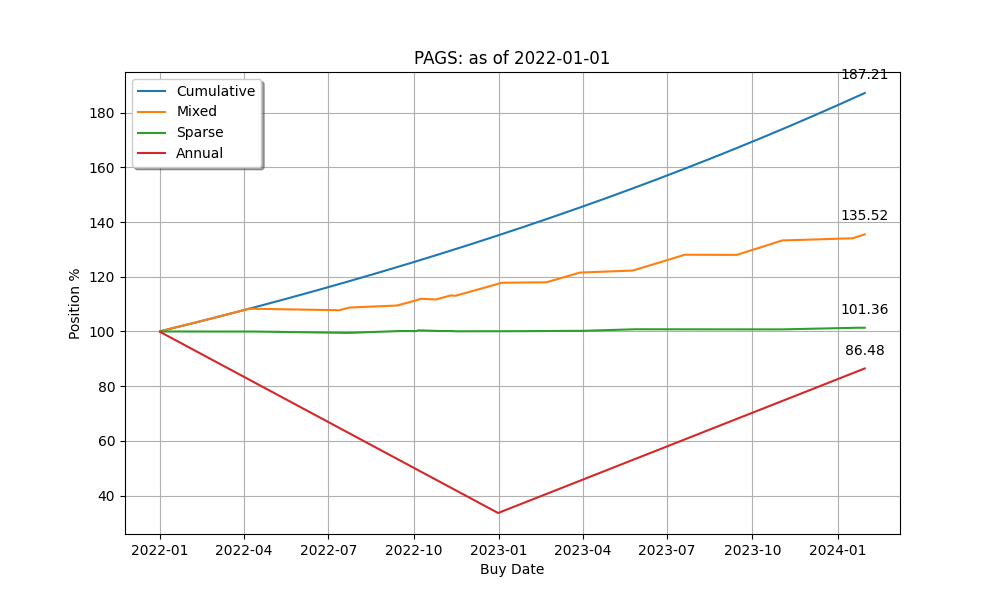 PAGS: as of 2022-01-01
187.21
Cumulative
Mixed
Sparse
Annual
180
160
140
120
100
80
60
40
135.52
101.36
86.48
Position %
2022-01 2022-04 2022-07 2022-10 2023-01 2023-04 2023-07 2023-10 2024-01
Buy Date